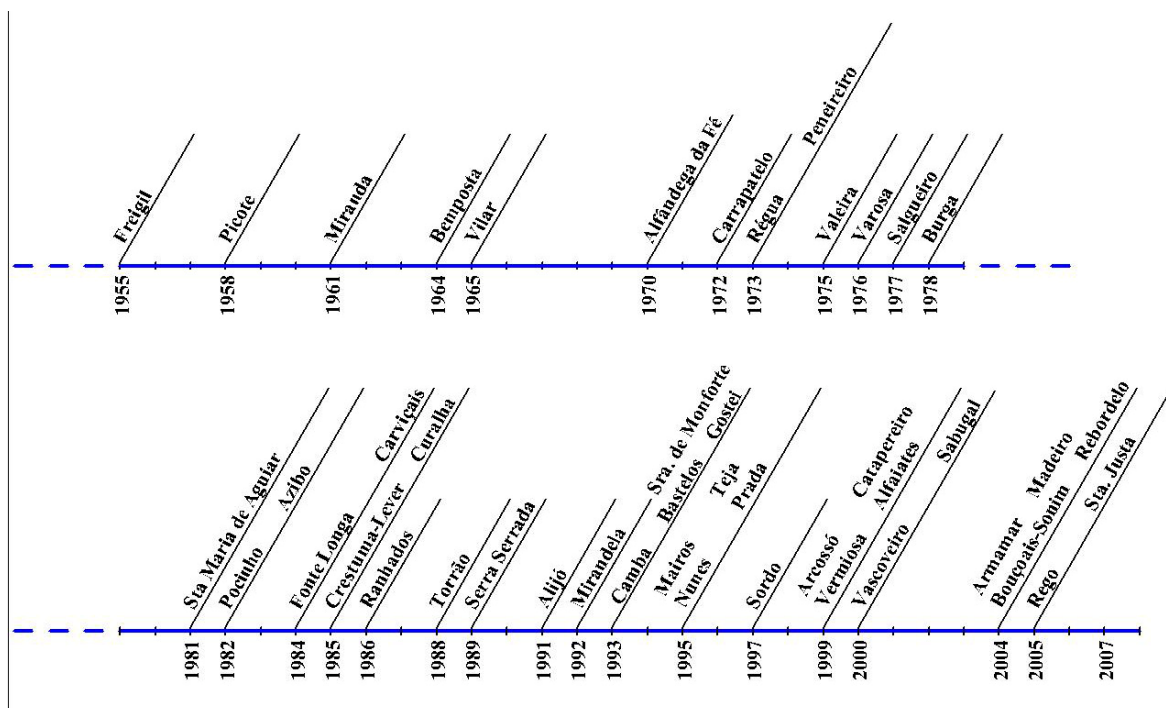 Freigil
Picote
Mirauda
Bemposta
Vilar
Alfândega da Fé
Carrapatelo
Régua Peneireiro
Valeira
Varosa
Salgueiro
Burga
1955
1958
1961
1964
1965
1970
1972
1973
1975
1976
1977
1978
Sta Maria de Aguiar
Pocinho Azibo
Fonte Longa Carviçais
Crestuma-Lever Curalha
Ranhados
Torrão
Serra Serrada
Alijó
Mirandela
Sra. de Monforte
Camba Bastelos Gostei
Mairos Teja
Nunes Prada
Sordo
Arcossó Catapereiro
Vermiosa Alfaiates
Vascoveiro Sabugal
Armamar Madeiro
Bouçoais-Sonim Rebordelo
Rego Sta. Justa
1981
1982
1984
1985
1986
1988
1989
1991
1992
1993
1995
1997
1999
2000
2004
2005
2007